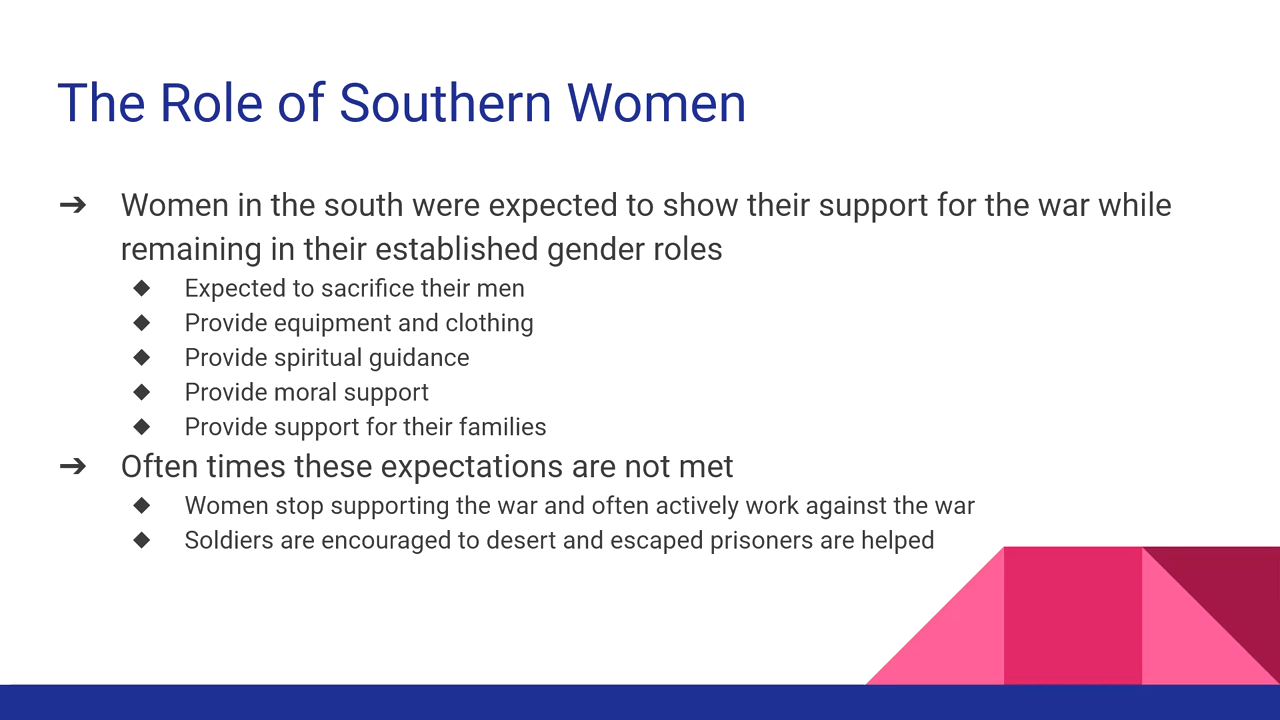 The Role of Southern Women
➔ Women in the south were expected to show their support for the war while
remaining in their established gender roles
◆ Expected to sacrifice their men
◆ Provide equipment and clothing
◆ Provide spiritual guidance
◆ Provide moral support
◆ Provide support for their families
➔ Often times these expectations are not met
◆ Women stop supporting the war and often actively work against the war
◆ Soldiers are encouraged to desert and escaped prisoners are helped